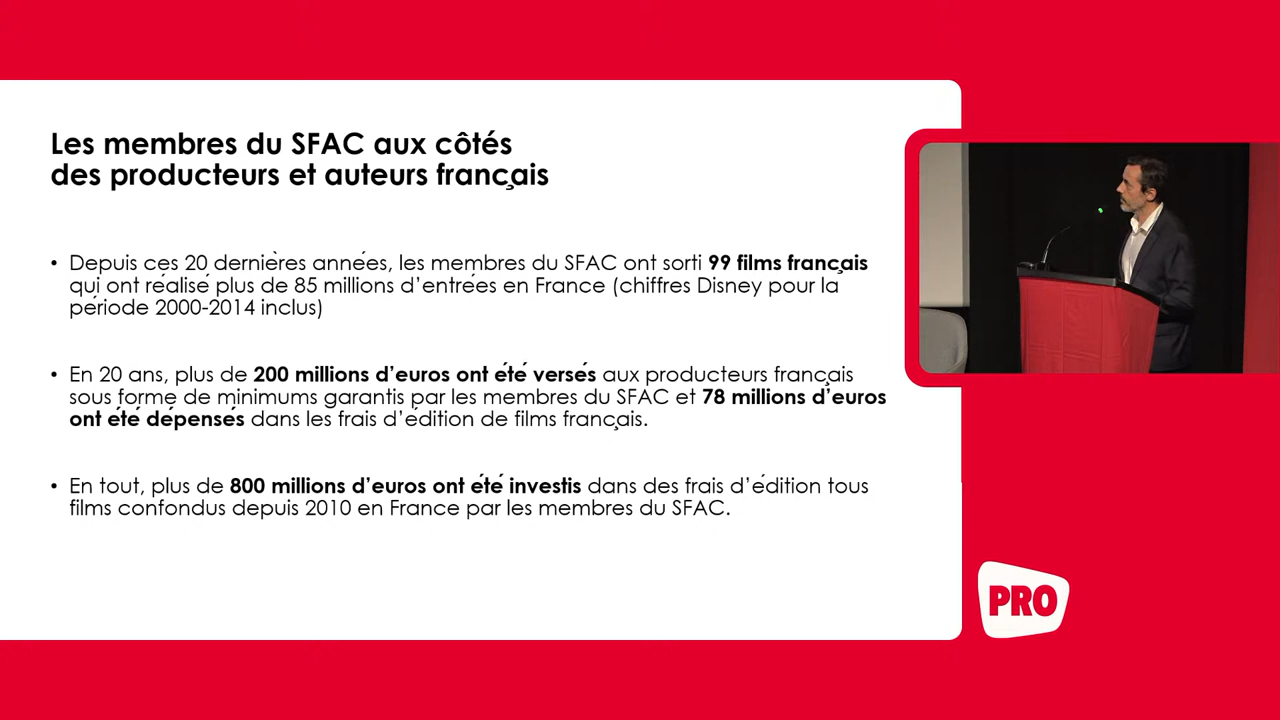 Les membres du SFAC aux côtés
des producteurs et auteurs français
• Depuis ces 20 dernières années, les membres du SFAC ont sorti 99 films français
qui ont réalisé plus de 85 millions d’entrées en France (chiffres Disney pour la
période 2000-2014 inclus)
• En 20 ans, plus de 200 millions d’euros ont été versés aux producteurs français
sous forme de minimums garantis par les membres du SFAC et 78 millions d’euros
ont été dépensés dans les frais d’édition de films français.
• En tout, plus de 800 millions d’euros ont été investis dans des frais d’édition tous
films confondus depuis 2010 en France par les membres du SFAC.
PRO